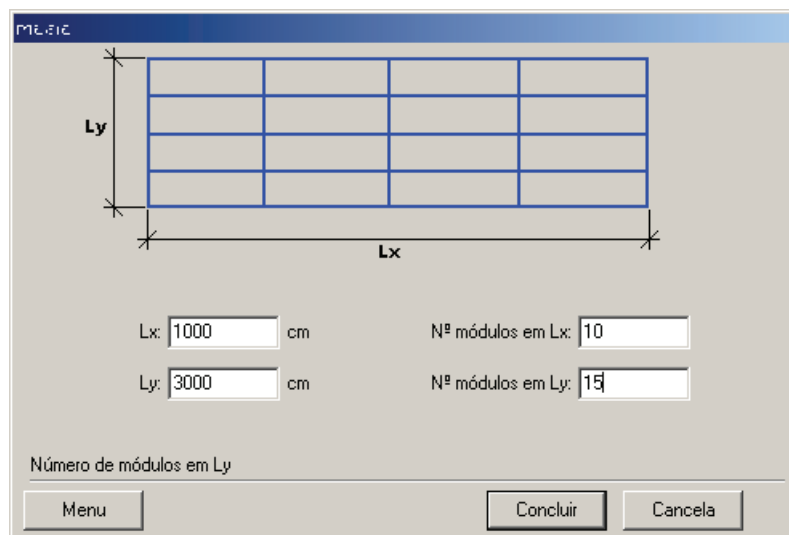 Ly
Lx
Lx: 1000 cm Nº módulos em Lx: 10
Ly: 3000 cm Nº módulos em Ly: 15
Número de módulos em Ly
Menu Concluir Cancela